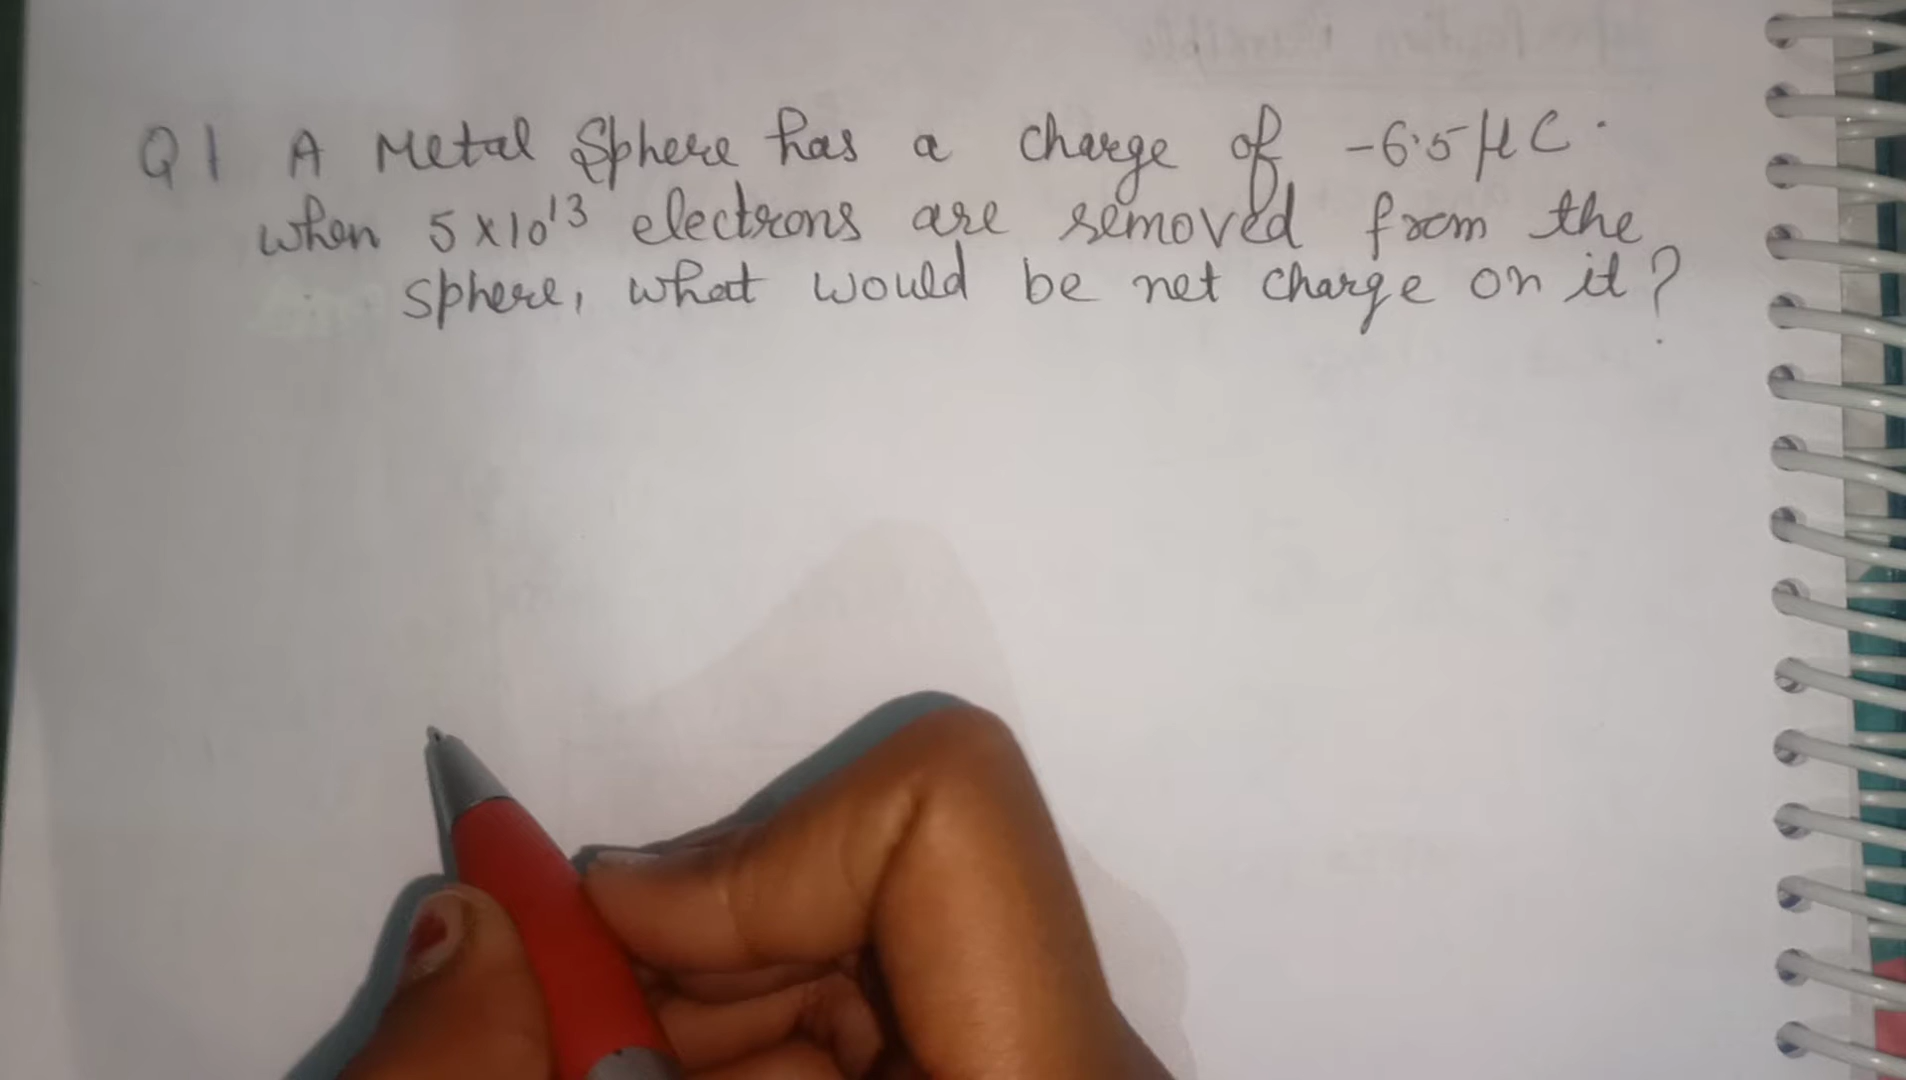 Q1 A Metal Sphere has a charge of -6.5 μC.
when 5×10¹³ electrons are removed from the
sphere, what would be net charge on it?